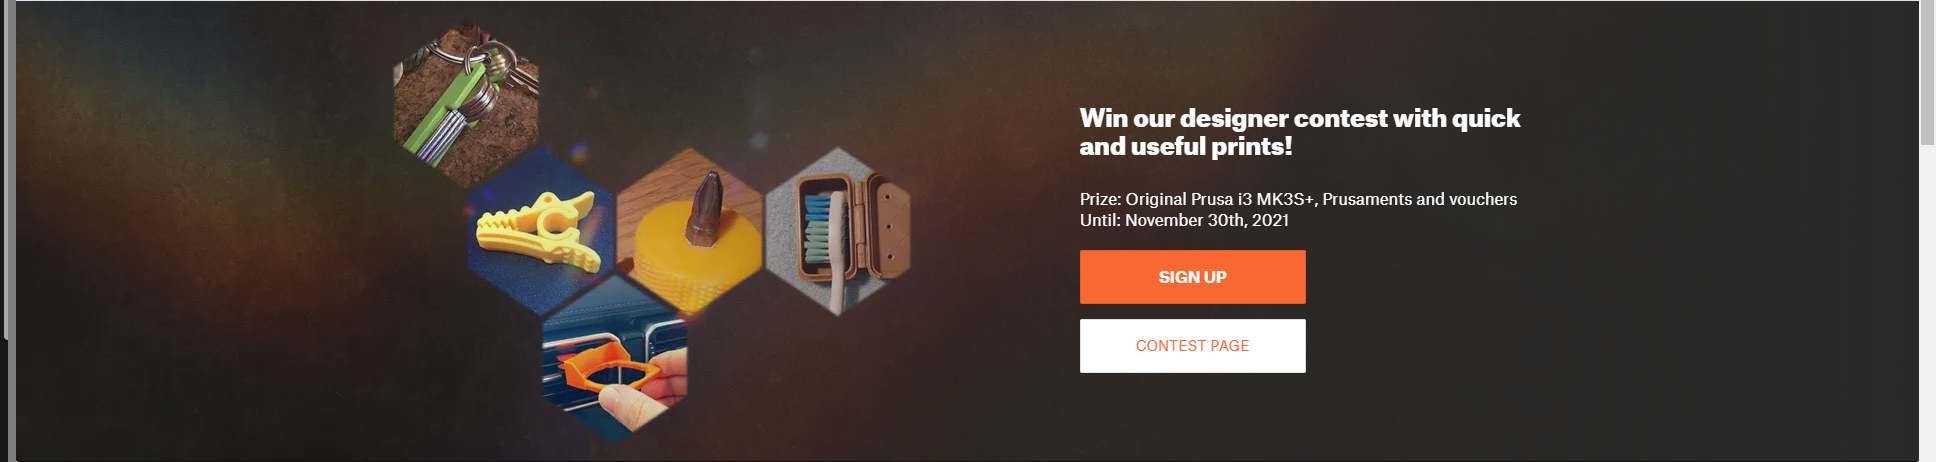 Win our designer contest with quick
and useful prints!
Prize: Original Prusa i3 MK3S+, Prusaments and vouchers
Until: November 30th, 2021
SIGN UP
CONTEST PAGE